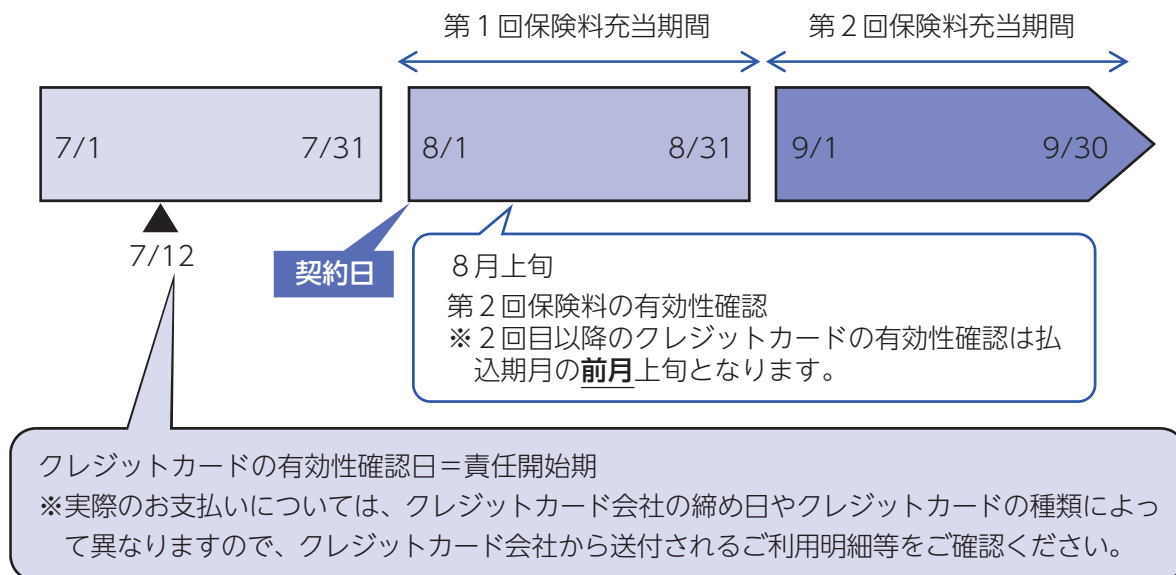 第1回保険料充当期間
第2回保険料充当期間
7/1
7/31
8/1
8/31
9/1
9/30
7/12
契約日
8月上旬
第2回保険料の有効性確認
※2回目以降のクレジットカードの有効性確認は払
込期月の前月上旬となります。
クレジットカードの有効性確認日=責任開始期
※実際のお支払いについては、クレジットカード会社の締め日やクレジットカードの種類によっ
て異なりますので、クレジットカード会社から送付されるご利用明細等をご確認ください。